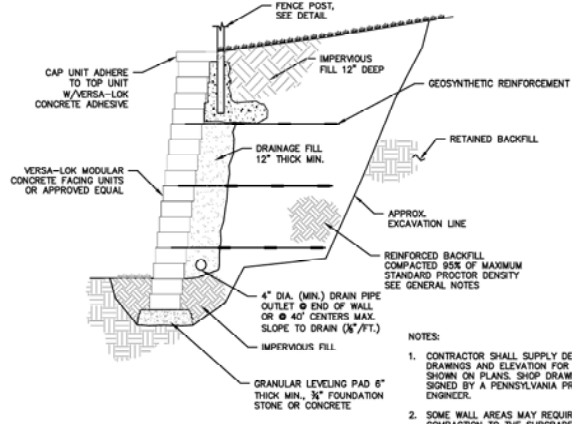 FENCE POST,
SEE DETAIL
CAP UNIT ADHERE
TO TOP UNIT
W/VERSA-LOK
CONCRETE ADHESIVE
IMPERVIOUS
FILL 12" DEEP
GEOSYNTHETIC REINFORCEMENT
DRAINAGE FILL
12" THICK MIN.
RETAINED BACKFILL
VERSA-LOK MODULAR
CONCRETE FACING UNITS
OR APPROVED EQUAL
APPROX.
EXCAVATION LINE
REINFORCED BACKFILL
COMPACTED 95% OF MAXIMUM
STANDARD PROCTOR DENSITY
SEE GENERAL NOTES
4" DIA. (MIN.) DRAIN PIPE
OUTLET @ END OF WALL
OR @ 40' CENTERS MAX.
SLOPE TO DRAIN (⅛"/FT.)
IMPERVIOUS FILL
GRANULAR LEVELING PAD 6"
THICK MIN., ¾" FOUNDATION
STONE OR CONCRETE
NOTES:
1. CONTRACTOR SHALL SUPPLY DE
DRAWINGS AND ELEVATION FOR
SHOWN ON PLANS. SHOP DRAW
SIGNED BY A PENNSYLVANIA PR
ENGINEER.
2. SOME WALL AREAS MAY REQUIR